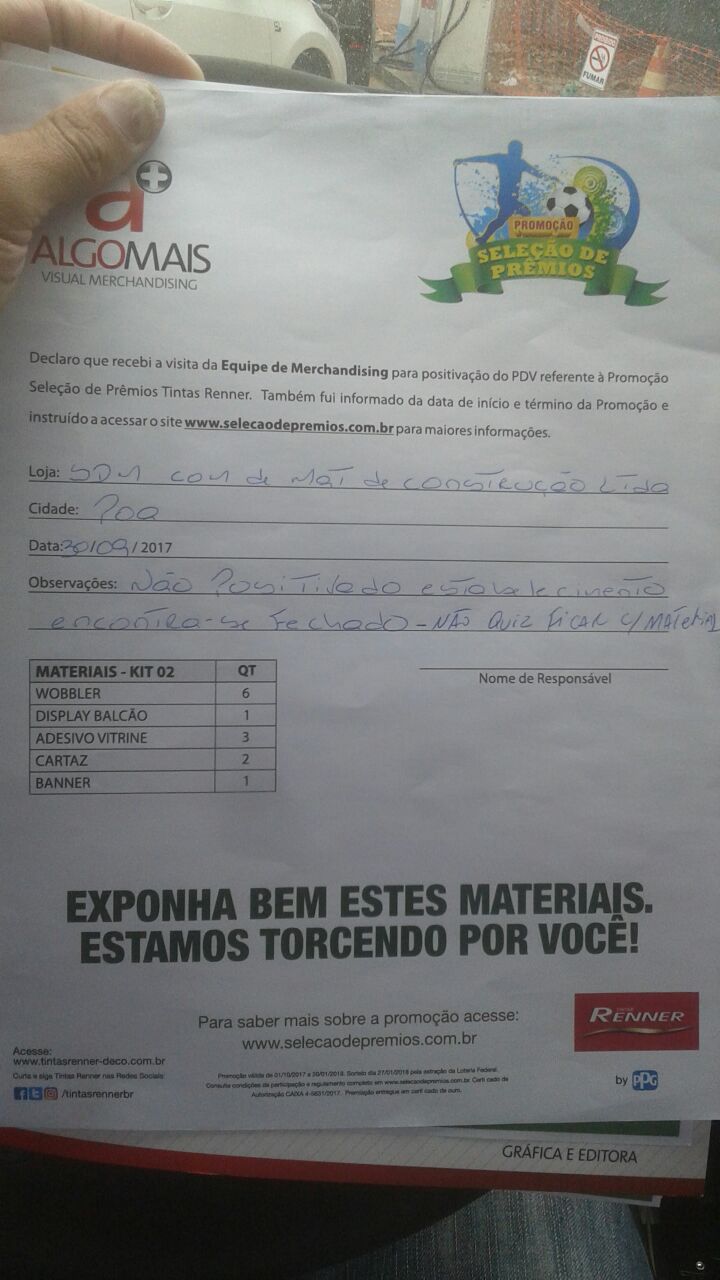 PROIBIDO
FUMAR
a+
ALGOMAIS
VISUAL MERCHANDISING
PROMOÇÃO
SELEÇÃO DE
PRÊMIOS
Declaro que recebi a visita da Equipe de Merchandising para positivação do PDV referente à Promoção
Seleção de Prêmios Tintas Renner. Também fui informado da data de início e término da Promoção e
instruído a acessar o site www.selecaodepremios.com.br para maiores informações.
Loja: SDM com de Mat de construção Ltda
Cidade: Poa
Data: 30/09/2017
Observações: Não Positivado estabelecimento
encontra-se fechado - NÃO QUIZ FICAR C/ MATERIAL
MATERIAIS - KIT 02 QT
WOBBLER 6
DISPLAY BALCÃO 1
ADESIVO VITRINE 3
CARTAZ 2
BANNER 1
Nome de Responsável
EXPONHA BEM ESTES MATERIAIS.
ESTAMOS TORCENDO POR VOCÊ!
Para saber mais sobre a promoção acesse:
www.selecaodepremios.com.br
TINTAS
RENNER
by PPG
Acesse:
www.tintasrenner-deco.com.br
Curta e siga Tintas Renner nas Redes Sociais:
/tintasrennerbr
Promoção válida de 01/10/2017 a 20/01/2018. Sorteio dia 27/01/2018 pela extração da Loteria Federal.
Consulte condições de participação e regulamento completo em www.selecaodepremios.com.br. Certi cado de
Autorização CAIXA 4-5631/2017. Premiação entregue em certi cado de ouro.
GRÁFICA E EDITORA